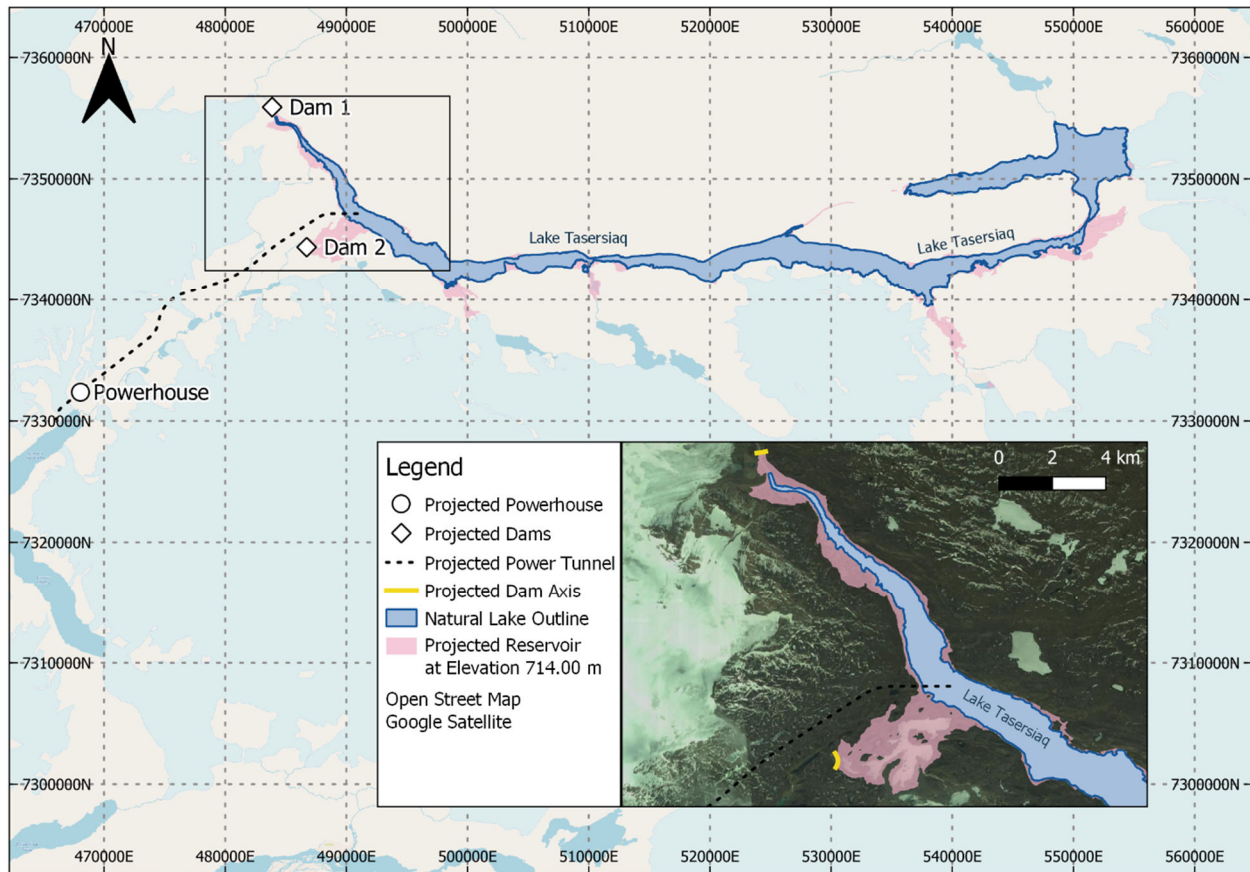 470000E 480000E 490000E 500000E 510000E 520000E 530000E 540000E 550000E 560000E
N
7360000N 7360000N
Dam 1
7350000N 7350000N
Lake Tasersiaq
Lake Tasersiaq
Dam 2
7340000N 7340000N
Powerhouse
7330000N 7330000N
Legend
Projected Powerhouse
Projected Dams
Projected Power Tunnel
Projected Dam Axis
Natural Lake Outline
Projected Reservoir
at Elevation 714.00 m
Open Street Map
Google Satellite
0 2 4 km
Lake Tasersiaq
7320000N 7320000N
7310000N 7310000N
7300000N 7300000N
470000E 480000E 490000E 500000E 510000E 520000E 530000E 540000E 550000E 560000E